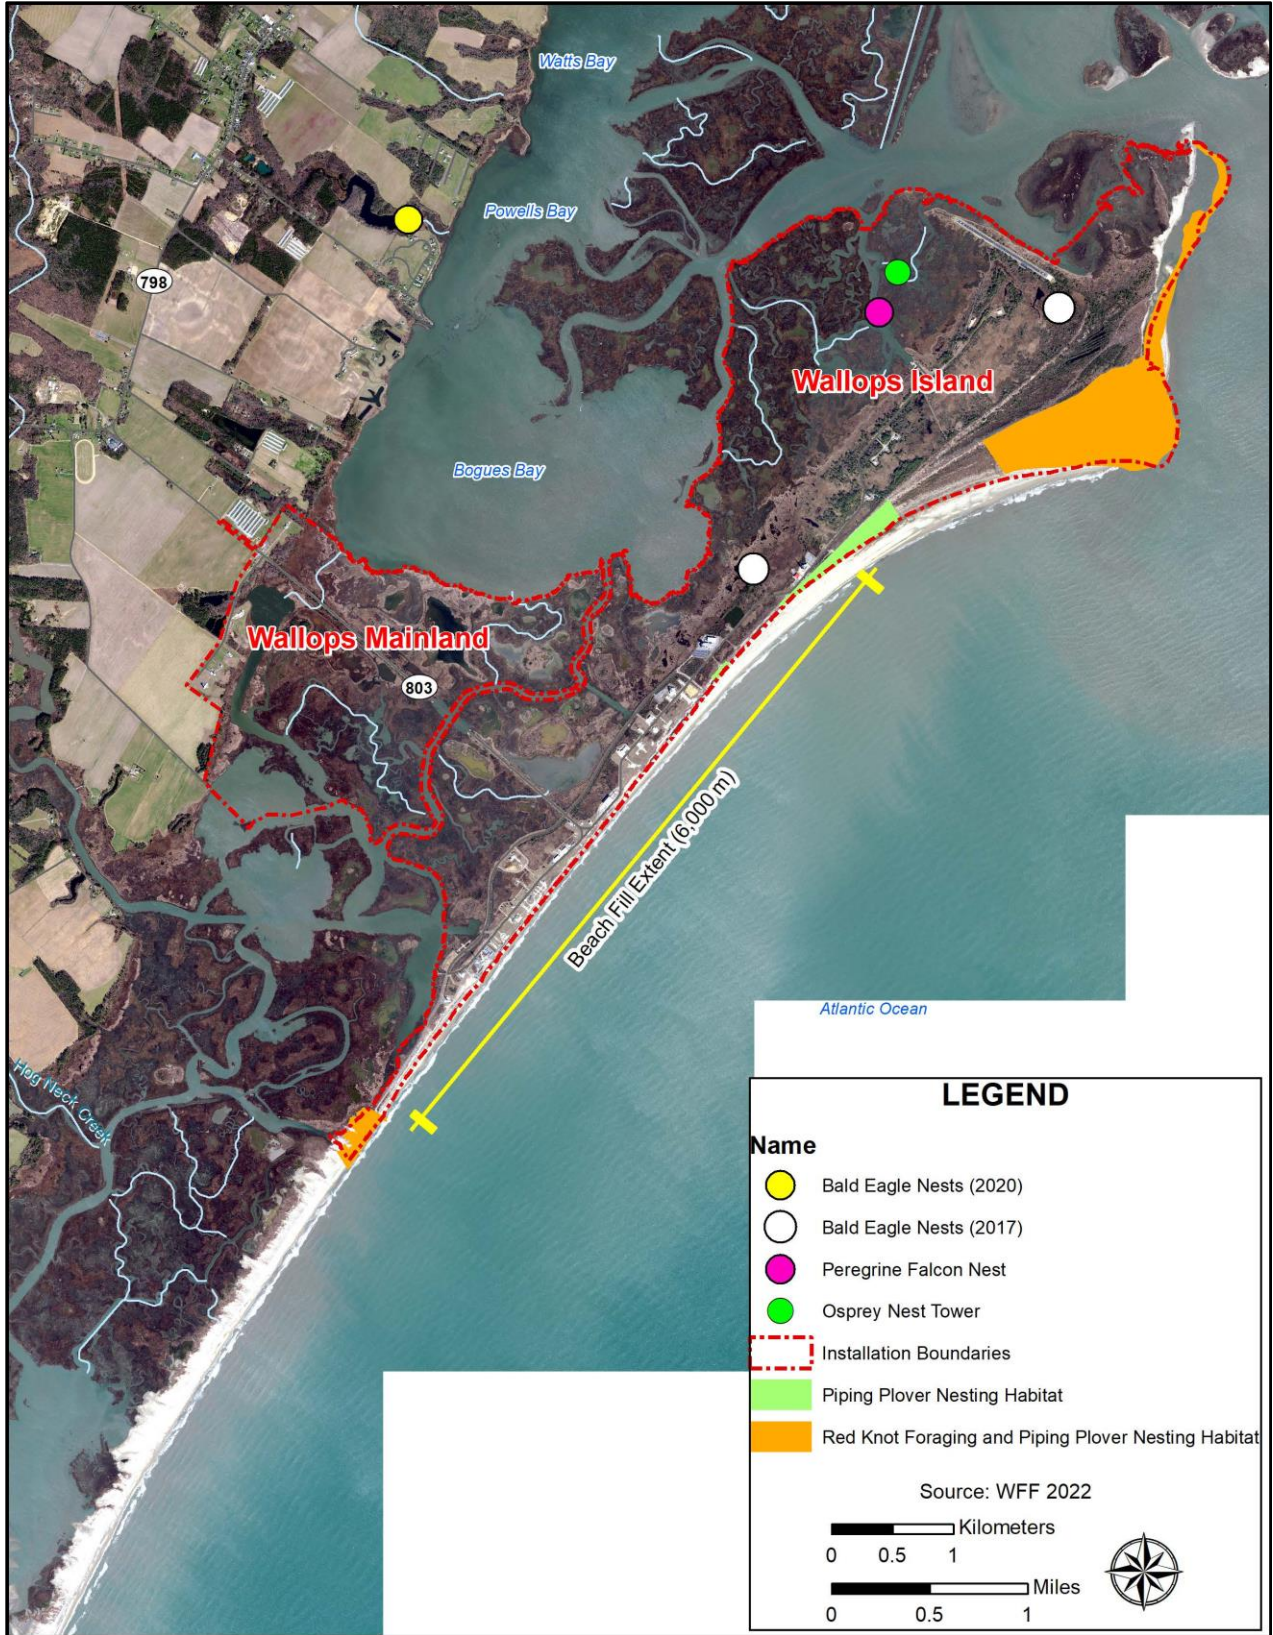 Watts Bay
Powells Bay
798
Wallops Island
Bogues Bay
Wallops Mainland
803
Beach Fill Extent (6,000 m)
Atlantic Ocean
Hog Neck Creek
LEGEND
Name
Bald Eagle Nests (2020)
Bald Eagle Nests (2017)
Peregrine Falcon Nest
Osprey Nest Tower
Installation Boundaries
Piping Plover Nesting Habitat
Red Knot Foraging and Piping Plover Nesting Habitat
Source: WFF 2022
Kilometers
0 0.5 1
Miles
0 0.5 1